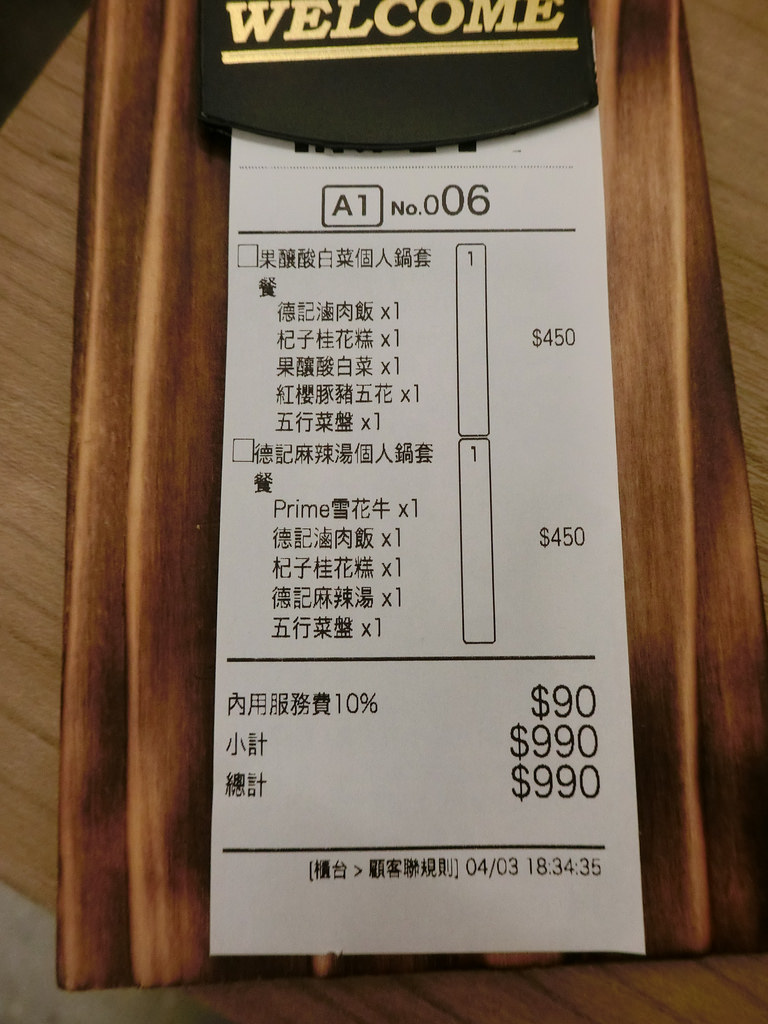 WELCOME
A1 No.006
果釀酸白菜個人鍋套 1
餐
德記滷肉飯 x1
杞子桂花糕 x1 $450
果釀酸白菜 x1
紅櫻豚豬五花 x1
五行菜盤 x1
德記麻辣湯個人鍋套 1
餐
Prime雪花牛 x1
德記滷肉飯 x1 $450
杞子桂花糕 x1
德記麻辣湯 x1
五行菜盤 x1
內用服務費10% $90
小計 $990
總計 $990
[櫃台 > 顧客聯規則] 04/03 18:34:35